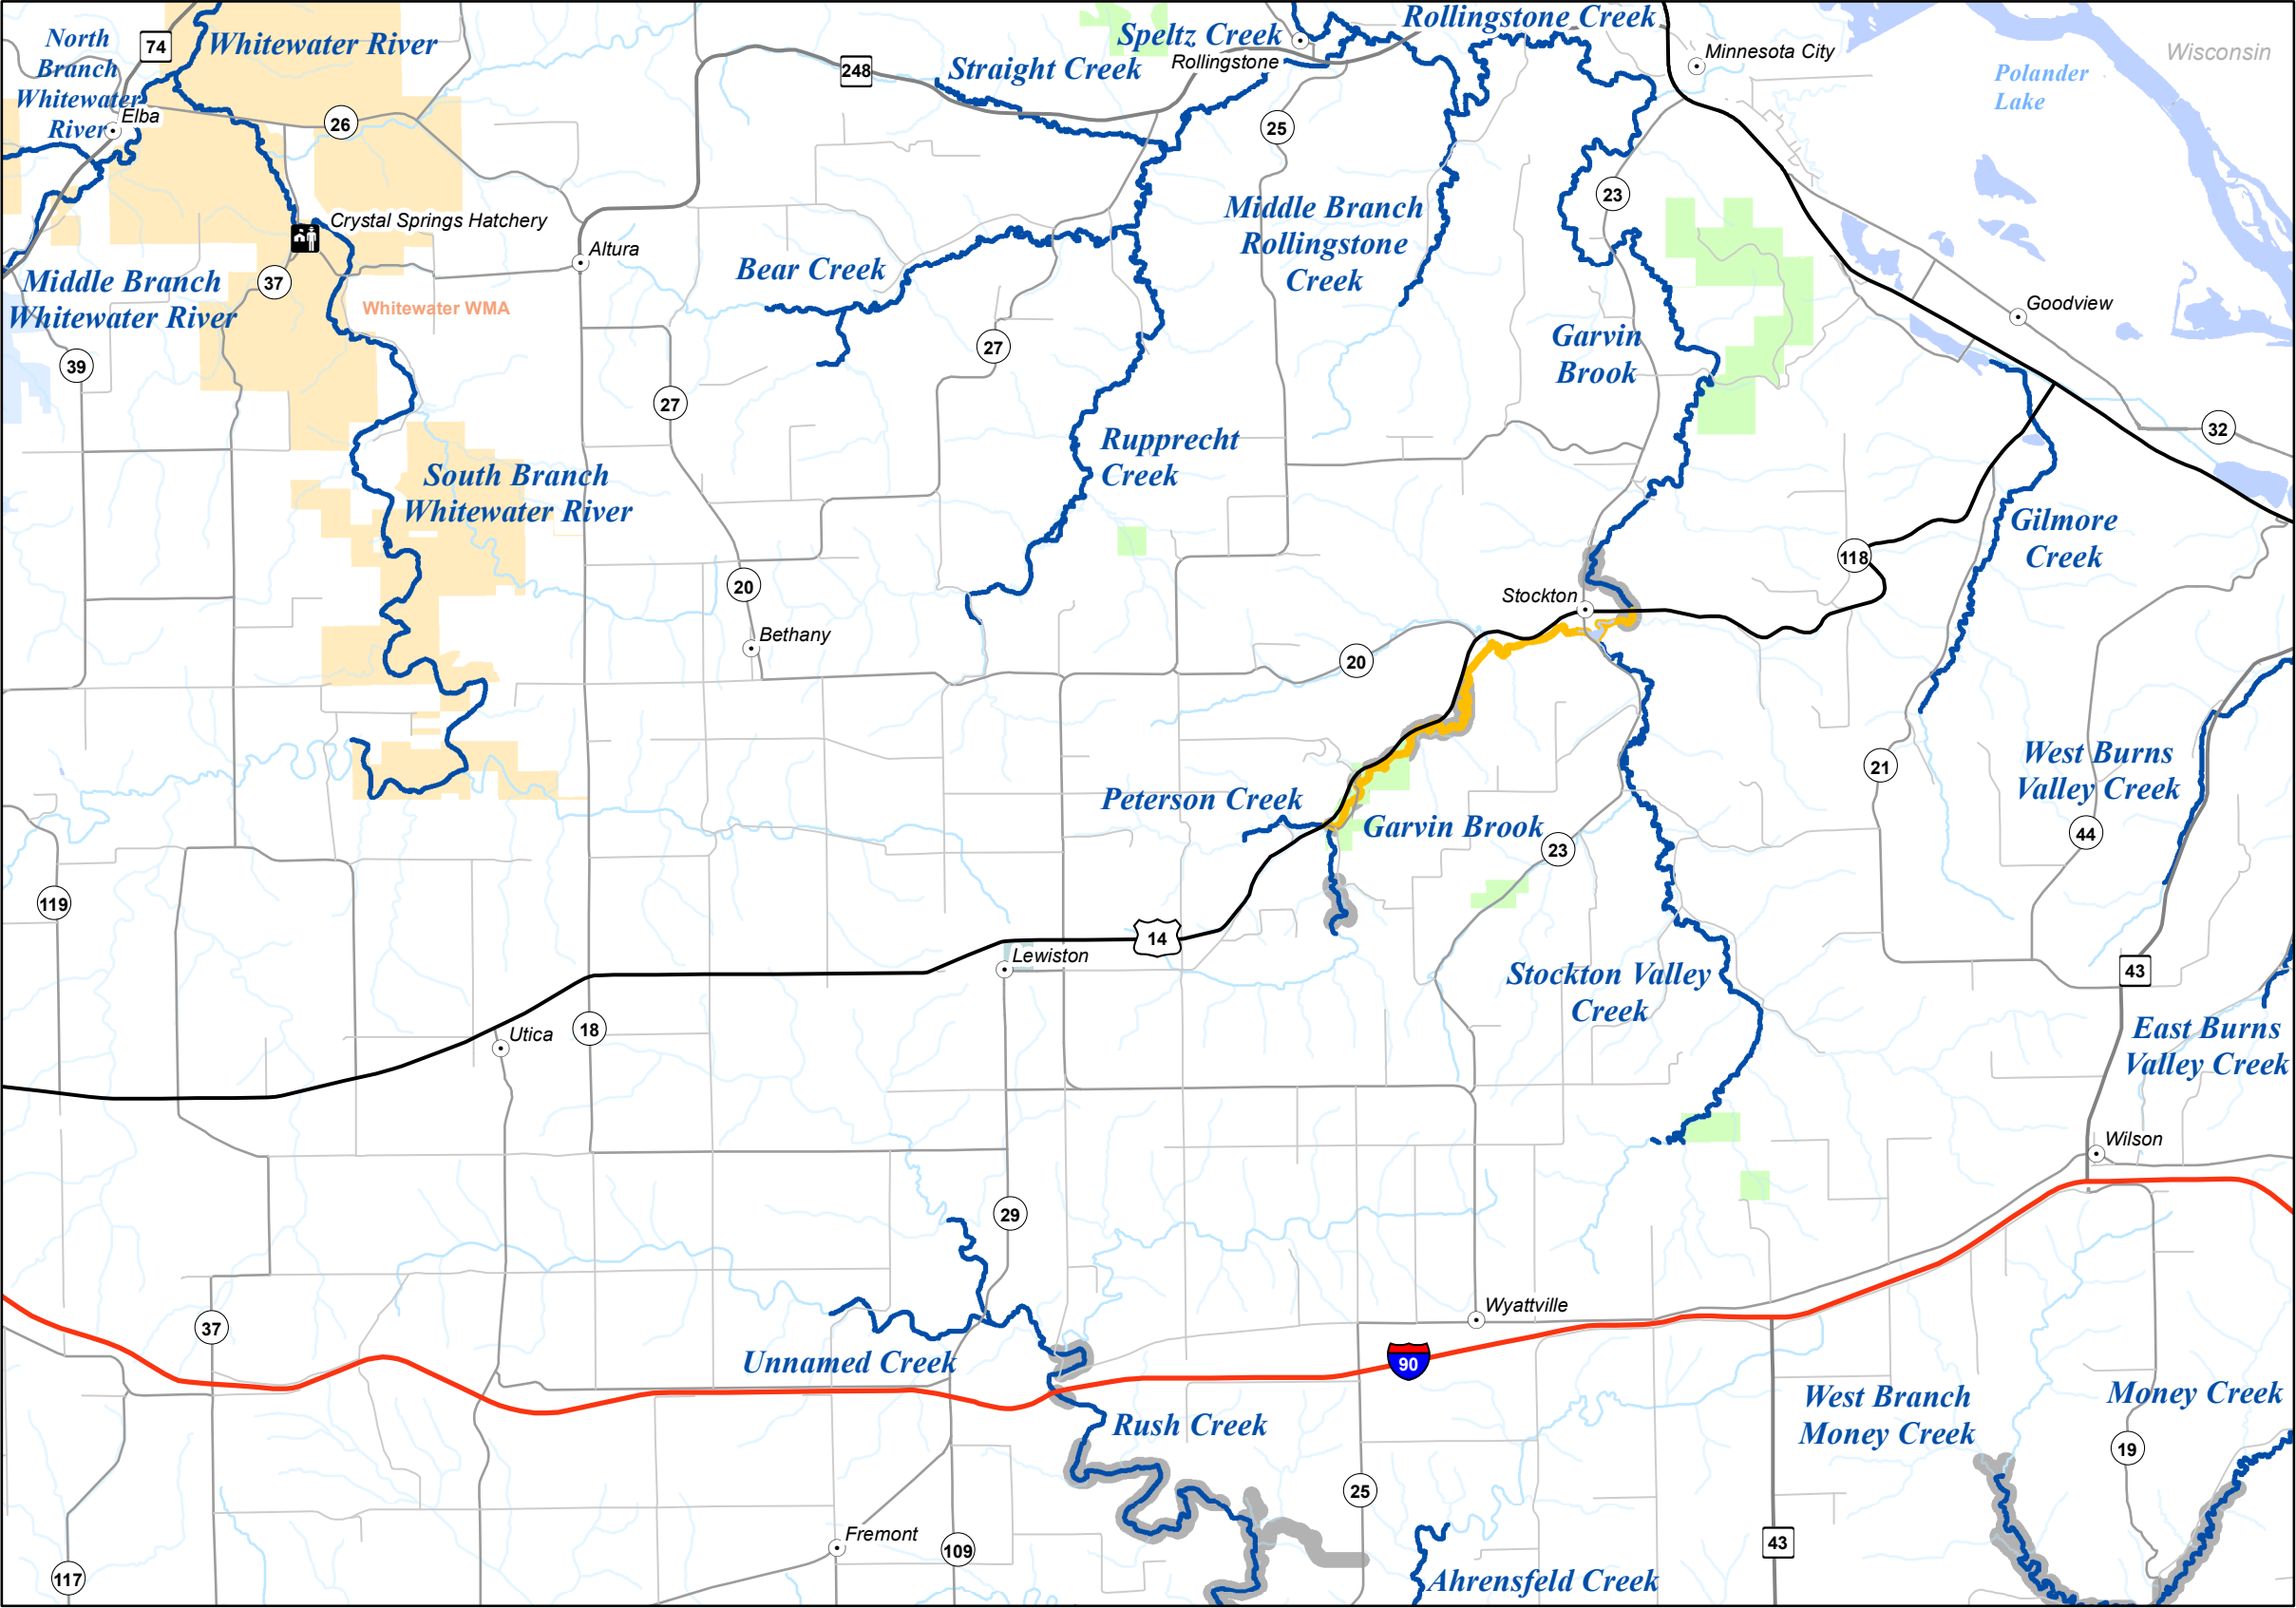 Rollingstone Creek
North
Branch
Whitewater
River
74
Whitewater River
Speltz Creek
Rollingstone
Straight Creek
248
Minnesota City
Wisconsin
Polander
Lake
Elba
26
25
23
Crystal Springs Hatchery
Altura
Middle Branch
Rollingstone
Creek
Bear Creek
37
Middle Branch
Whitewater River
Whitewater WMA
Goodview
39
27
27
Garvin
Brook
32
Rupprecht
Creek
South Branch
Whitewater River
Gilmore
Creek
118
20
Stockton
Bethany
20
21
West Burns
Valley Creek
Peterson Creek
Garvin Brook
44
23
119
14
Lewiston
43
Stockton Valley
Creek
Utica
18
East Burns
Valley Creek
Wilson
29
37
Wyattville
Unnamed Creek
90
Rush Creek
West Branch
Money Creek
Money Creek
19
25
Fremont
109
43
117
Ahrensfeld Creek